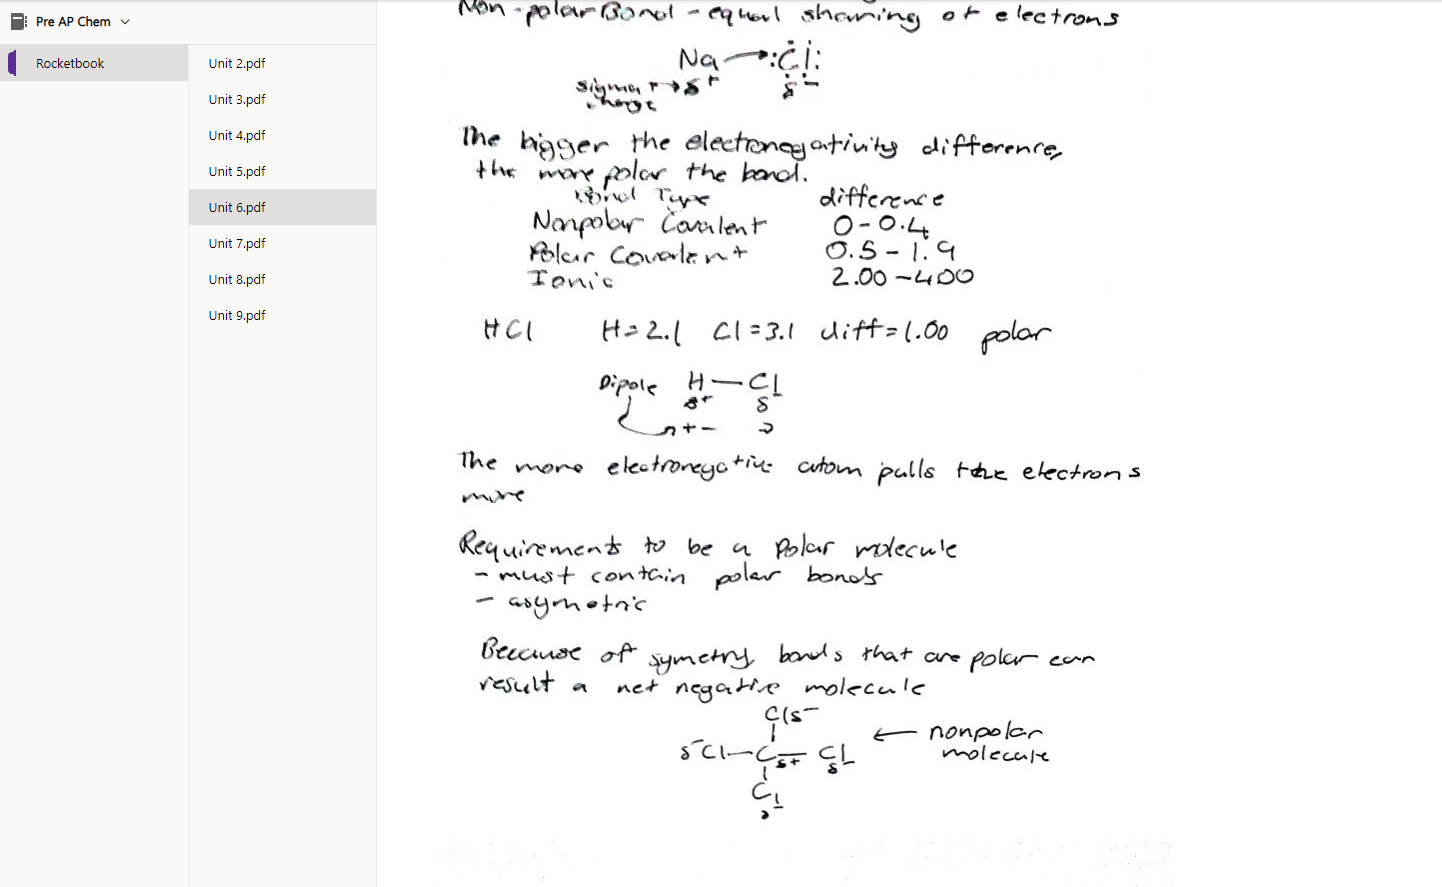 Pre AP Chem
Rocketbook
Unit 2.pdf
Unit 3.pdf
Unit 4.pdf
Unit 5.pdf
Unit 6.pdf
Unit 7.pdf
Unit 8.pdf
Unit 9.pdf
Non-polar Bond - equal sharing of electrons
Na → :Cl:
sigma + → δ+ δ-
charge
The bigger the electronegativity difference,
the more polar the bond.
Bond Type difference
Nonpolar Covalent 0-0.4
Polar Covalent 0.5-1.9
Ionic 2.00-4.00
HCl H=2.1 Cl=3.1 diff=1.00 polar
Dipole H—Cl
δ+ δ-
+-
The more electronegative atom pulls the electrons
more
Requirements to be a Polar molecule
- must contain polar bonds
- asymetric
Because of symetry bonds that are polar can
result a net negative molecule
Clδ-
δ-Cl—C—Cl ← nonpolar
δ+ δ- molecule
Cl